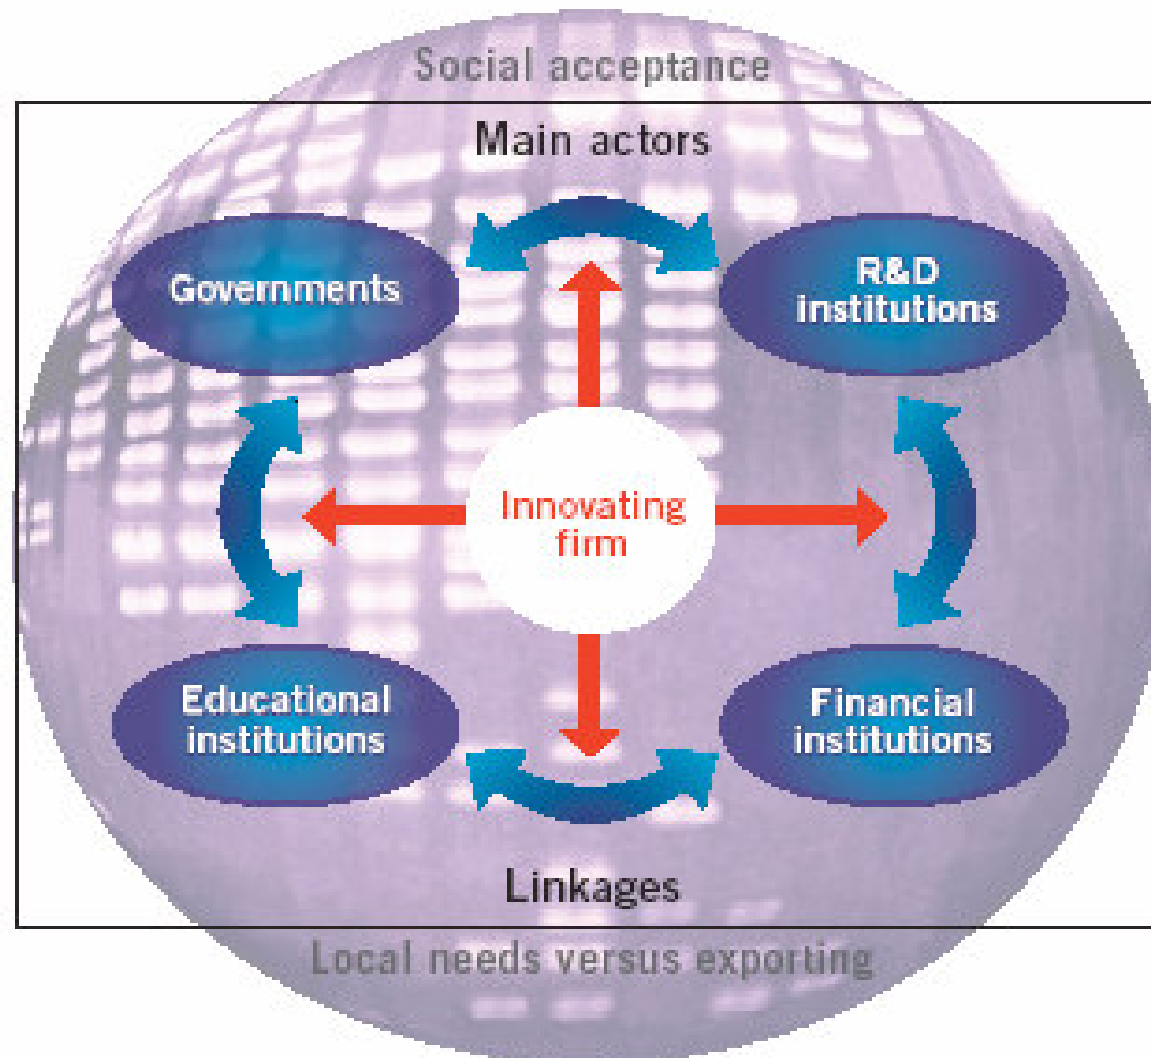 Social acceptance
Main actors
Governments
R&D
institutions
Innovating
firm
Educational
institutions
Financial
institutions
Linkages
Local needs versus exporting